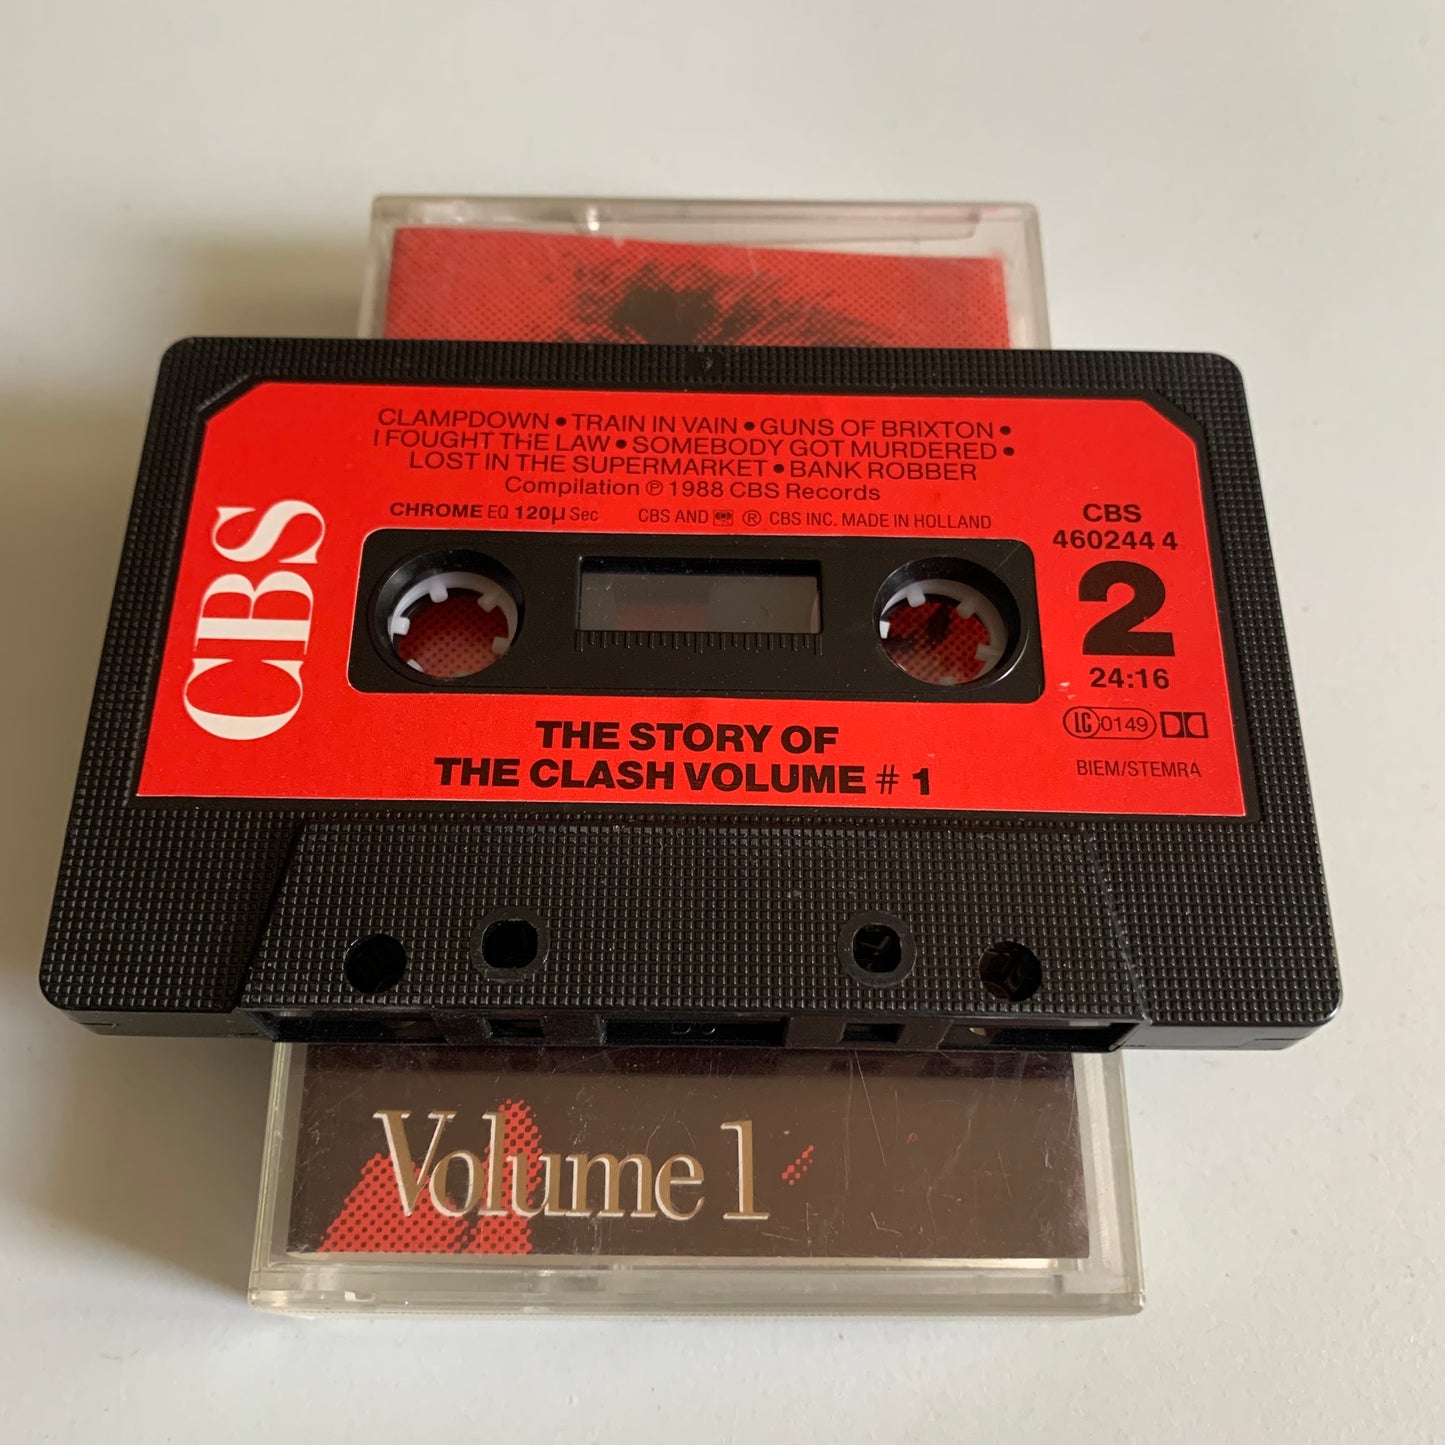 CLAMPDOWN • TRAIN IN VAIN • GUNS OF BRIXTON •
I FOUGHT THE LAW • SOMEBODY GOT MURDERED •
LOST IN THE SUPERMARKET • BANK ROBBER
Compilation ℗ 1988 CBS Records
CHROME EQ 120µ Sec CBS AND ® CBS INC. MADE IN HOLLAND
CBS
CBS
460244 4
2
24:16
LC 0149
BIEM/STEMRA
THE STORY OF
THE CLASH VOLUME # 1
Volume 1